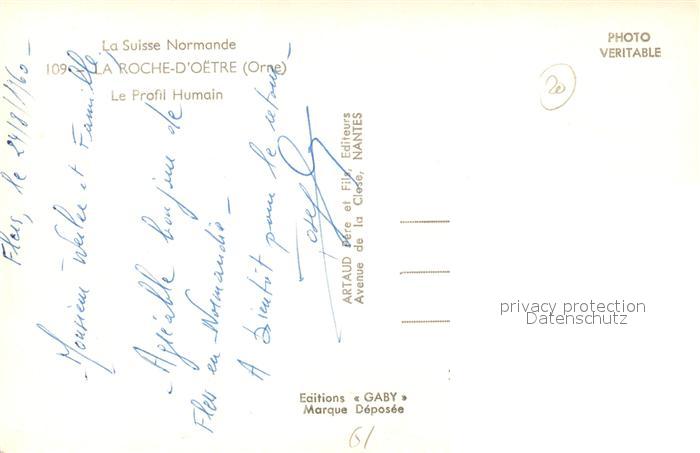 La Suisse Normande
109 LA ROCHE-D'OËTRE (Orne)
Le Profil Humain
PHOTO
VERITABLE
20
Flers, le 24/8/1960 –
Monsieur et Famille,
Agréable bonjour de
Flers en Normandie –
A bientôt pour le retour –
ARTAUD Père et Fils, Editeurs
Avenue de la Close, NANTES
privacy protection
Datenschutz
Editions « GABY »
Marque Déposée
61